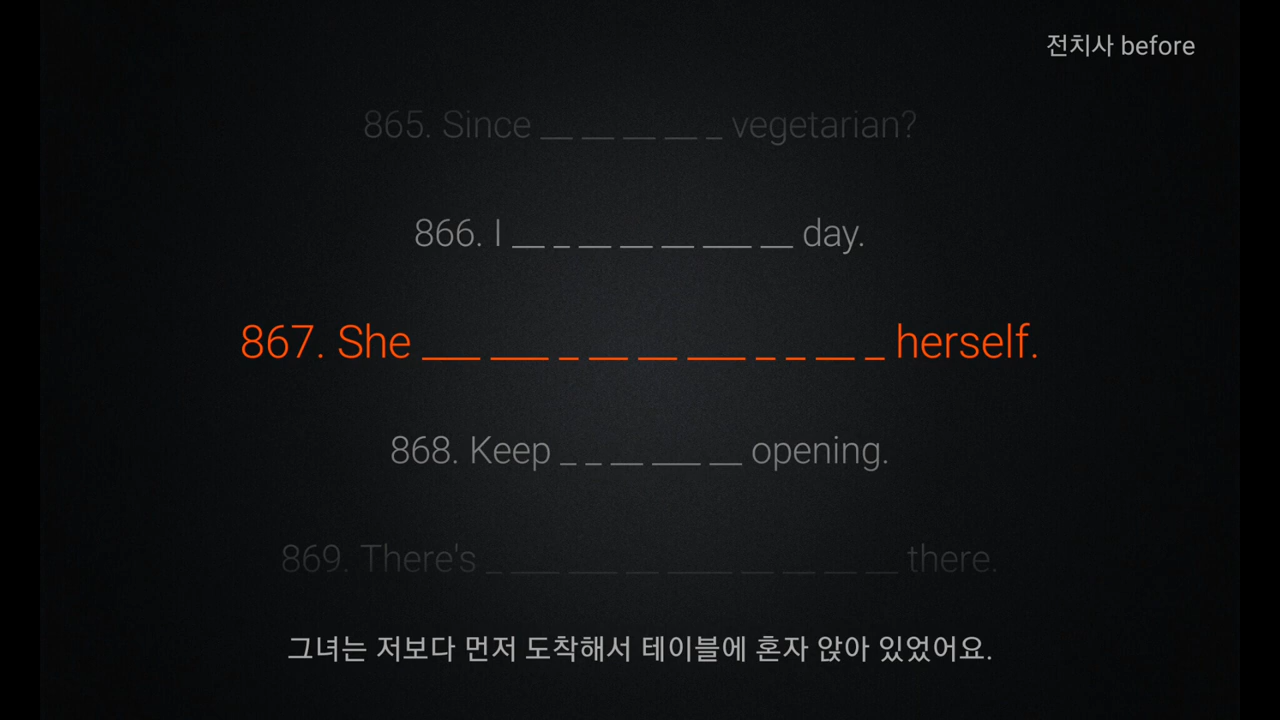 전치사 before
865. Since __ __ __ __ _ vegetarian?
866. I __ _ __ __ __ ___ __ day.
867. She ___ ___ _ __ __ ___ _ _ __ _ herself.
868. Keep _ _ __ ___ __ opening.
869. There's _ ___ ___ __ ____ __ __ __ __ there.
그녀는 저보다 먼저 도착해서 테이블에 혼자 앉아 있었어요.